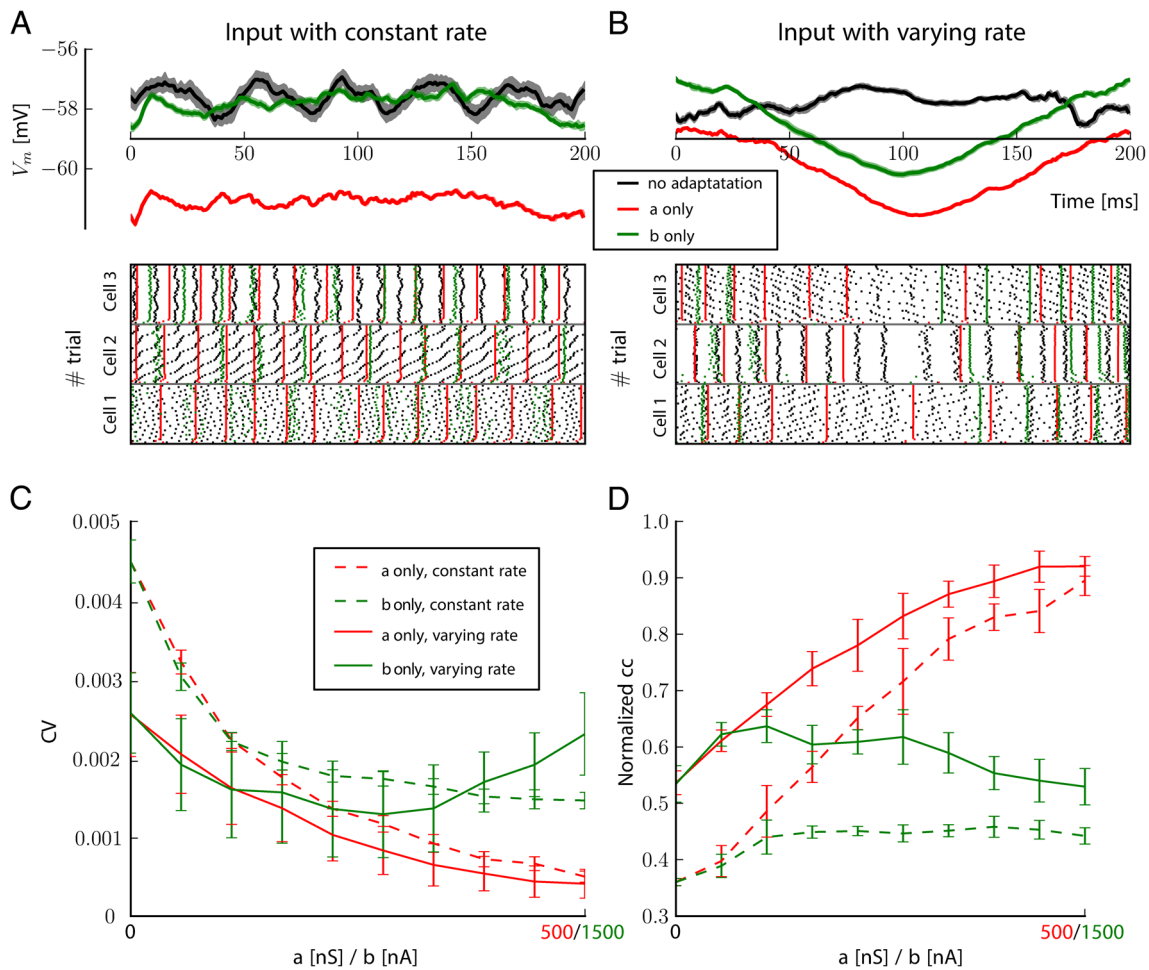 A
Input with constant rate
B
Input with varying rate
−56
−58
−60
V_m [mV]
0
50
100
150
200
0
50
100
150
200
Time [ms]
no adaptatation
a only
b only
# trial
Cell 3
Cell 2
Cell 1
# trial
Cell 3
Cell 2
Cell 1
C
0.005
0.004
0.003
0.002
0.001
0
CV
a only, constant rate
b only, constant rate
a only, varying rate
b only, varying rate
0
500/1500
a [nS] / b [nA]
D
1.0
0.9
0.8
0.7
0.6
0.5
0.4
0.3
Normalized cc
0
500/1500
a [nS] / b [nA]